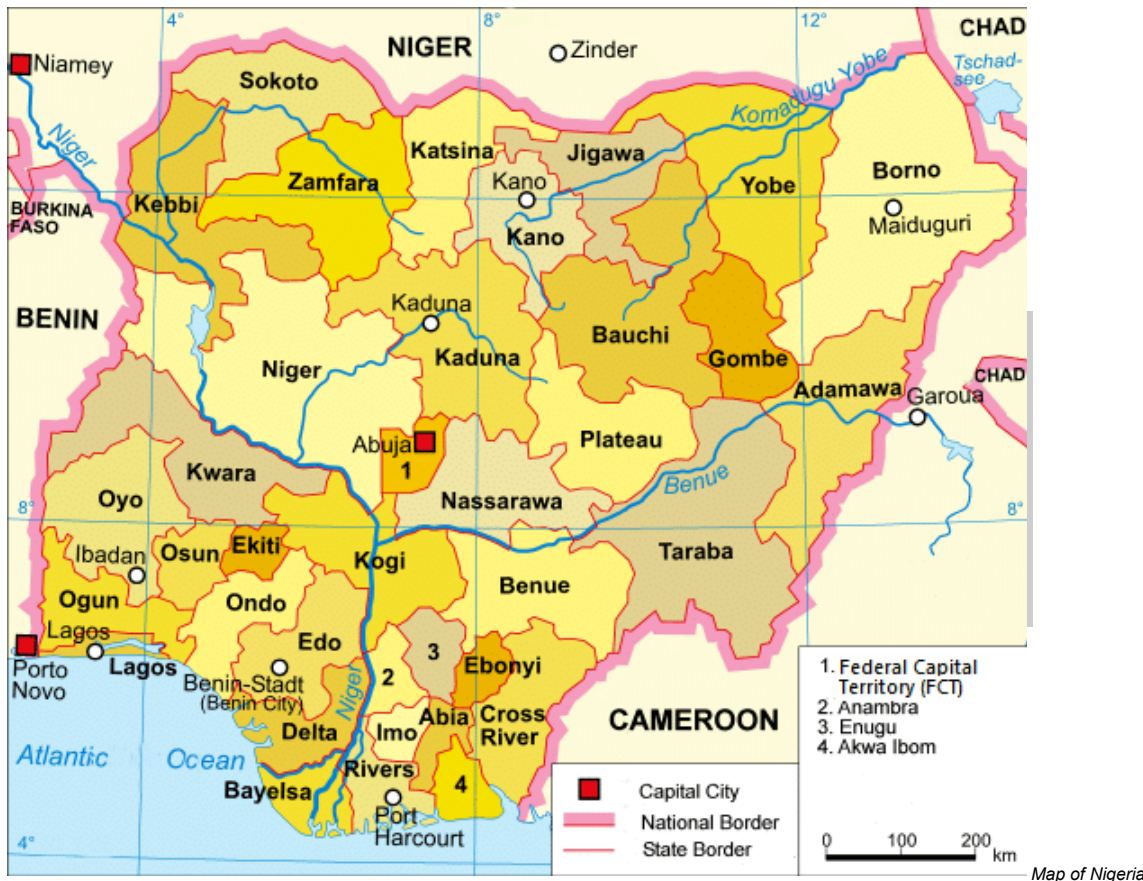 4°
8°
12°
CHAD
NIGER
Zinder
Niamey
Tschad-
see
Sokoto
Komadugu Yobe
Niger
Katsina
Jigawa
Kano
Zamfara
Yobe
Borno
Kebbi
BURKINA
FASO
Maiduguri
Kano
BENIN
Kaduna
Bauchi
Gombe
Kaduna
Niger
CHAD
Adamawa
Garoua
Abuja
1
Plateau
Kwara
Benue
Oyo
Nassarawa
8°
8°
Ibadan
Osun
Ekiti
Kogi
Taraba
Benue
Ogun
Ondo
Lagos
Edo
3
Ebonyi
Porto
Novo
Lagos
Benin-Stadt
(Benin City)
Niger
2
Abia
Cross
River
CAMEROON
Delta
Imo
Atlantic Ocean
Rivers
4
Bayelsa
Port
Harcourt
4°
1. Federal Capital
Territory (FCT)
2. Anambra
3. Enugu
4. Akwa Ibom
Capital City
National Border
State Border
0 100 200
km
Map of Nigeria